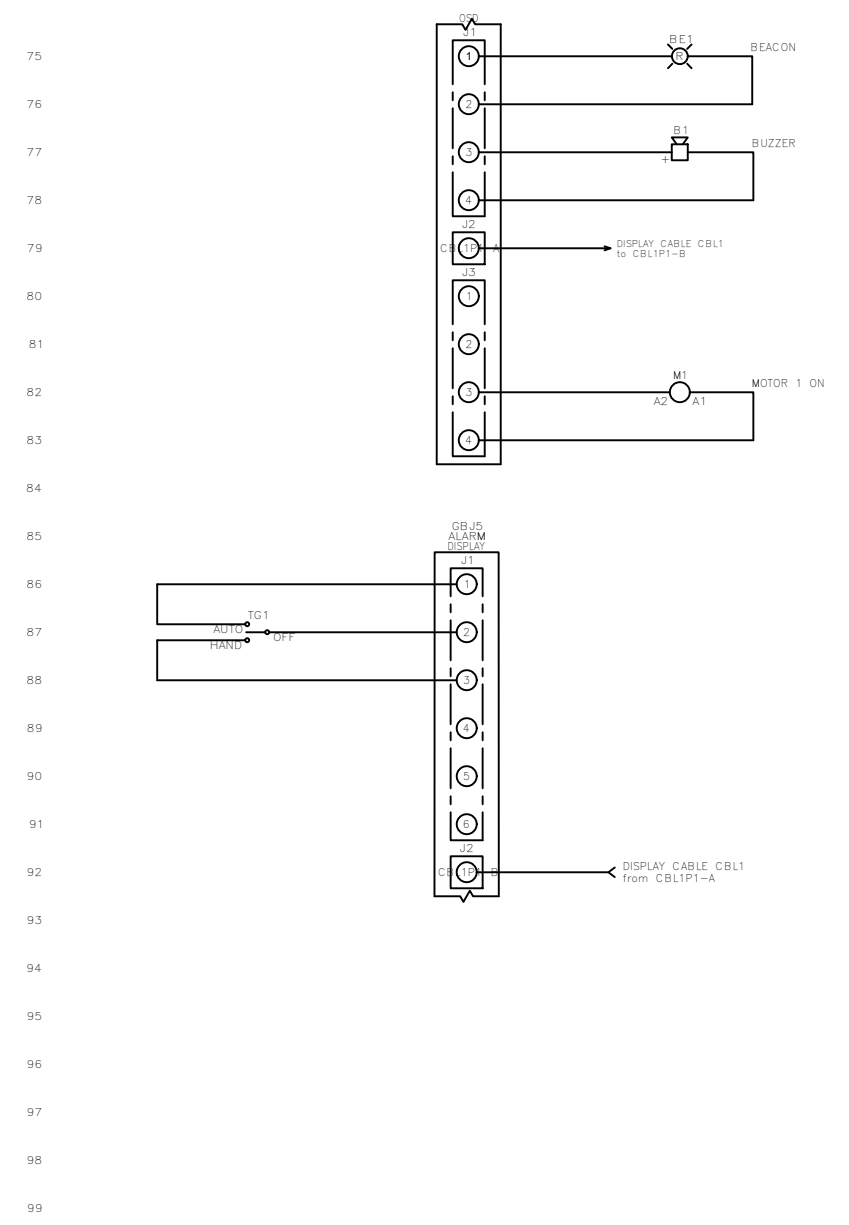 OSD
J1
75
1
BE1
R
BEACON
76
2
77
3
B1
+
BUZZER
78
4
J2
79
CBL1P1-A
DISPLAY CABLE CBL1
to CBL1P1-B
J3
80
1
81
2
82
3
M1
A2
A1
MOTOR 1 ON
83
4
84
85
GBJ5
ALARM
DISPLAY
J1
86
1
TG1
87
AUTO
OFF
2
HAND
88
3
89
4
90
5
91
6
J2
92
CBL1P1-B
DISPLAY CABLE CBL1
from CBL1P1-A
93
94
95
96
97
98
99